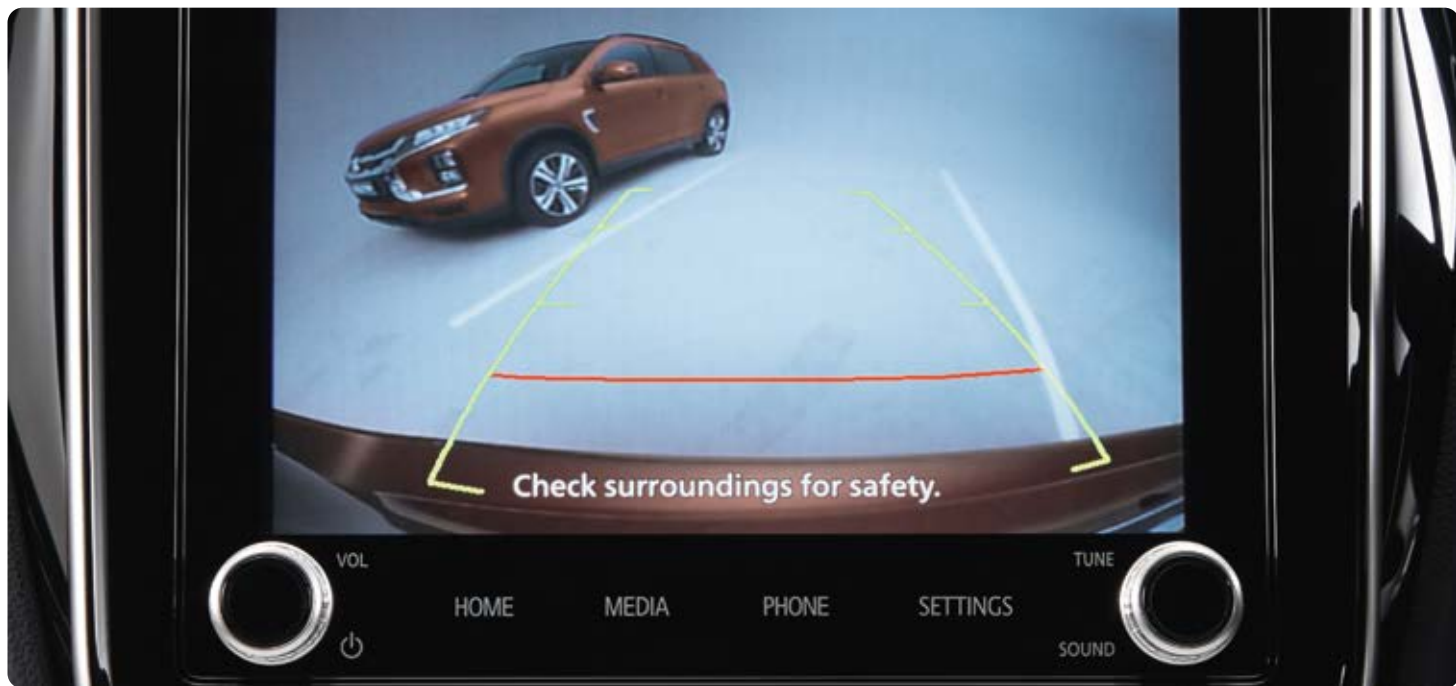 Check surroundings for safety.
VOL
TUNE
HOME
MEDIA
PHONE
SETTINGS
SOUND